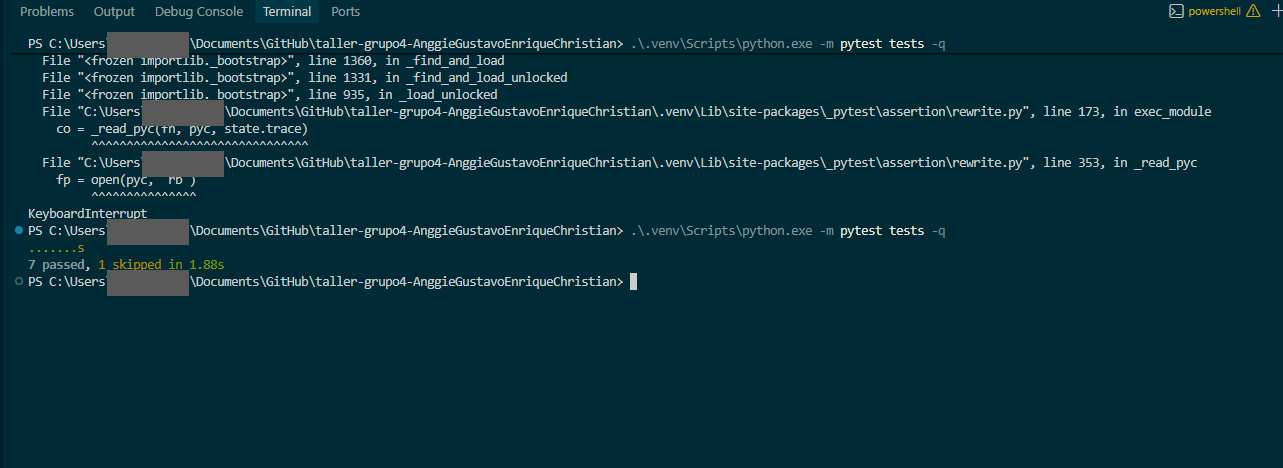 Problems Output Debug Console Terminal Ports powershell
PS C:\Users\Documents\GitHub\taller-grupo4-AnggieGustavoEnriqueChristian> .\.venv\Scripts\python.exe -m pytest tests -q
File "<frozen importlib._bootstrap>", line 1360, in _find_and_load
File "<frozen importlib._bootstrap>", line 1331, in _find_and_load_unlocked
File "<frozen importlib._bootstrap>", line 935, in _load_unlocked
File "C:\Users\Documents\GitHub\taller-grupo4-AnggieGustavoEnriqueChristian\.venv\Lib\site-packages\_pytest\assertion\rewrite.py", line 173, in exec_module
co = _read_pyc(fn, pyc, state.trace)
^^^^^^^^^^^^^^^^^^^^^^^^^^^^^^^
File "C:\Users\Documents\GitHub\taller-grupo4-AnggieGustavoEnriqueChristian\.venv\Lib\site-packages\_pytest\assertion\rewrite.py", line 353, in _read_pyc
fp = open(pyc, "rb")
^^^^^^^^^^^^^^^
KeyboardInterrupt
PS C:\Users\Documents\GitHub\taller-grupo4-AnggieGustavoEnriqueChristian> .\.venv\Scripts\python.exe -m pytest tests -q
.......s
7 passed, 1 skipped in 1.88s
PS C:\Users\Documents\GitHub\taller-grupo4-AnggieGustavoEnriqueChristian>